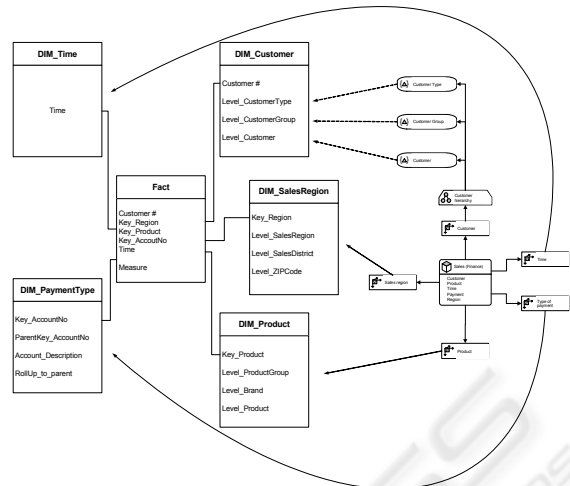 DIM_Time
Time
DIM_Customer
Customer #
Level_CustomerType
Level_CustomerGroup
Level_Customer
Fact
Customer #
Key_Region
Key_Product
Key_AccoutNo
Time
Measure
DIM_SalesRegion
Key_Region
Level_SalesRegion
Level_SalesDistrict
Level_ZIPCode
DIM_PaymentType
Key_AccountNo
ParentKey_AccountNo
Account_Description
RollUp_to_parent
DIM_Product
Key_Product
Level_ProductGroup
Level_Brand
Level_Product
Customer Type
Customer Group
Customer
Customer
hierarchy
Customer
Sales (Finance)
Customer
Product
Time
Payment
Region
Time
Type of
payment
Sales region
Product